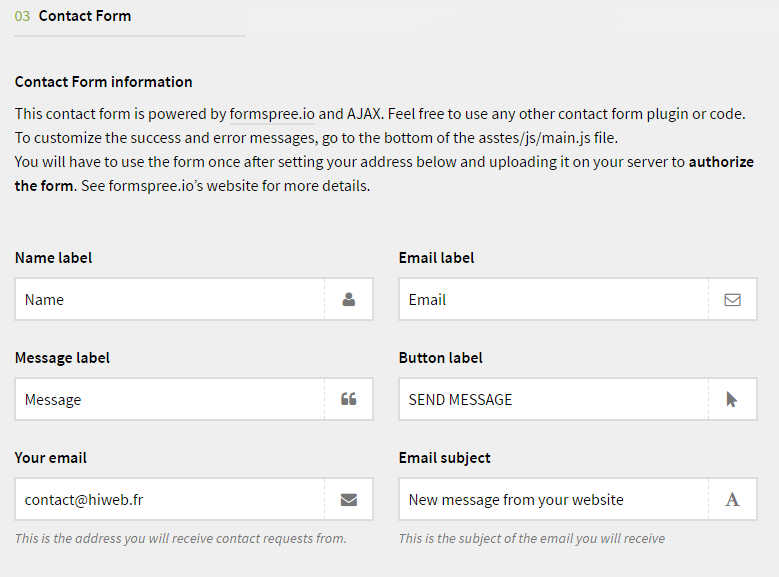 03 Contact Form
Contact Form information
This contact form is powered by formspree.io and AJAX. Feel free to use any other contact form plugin or code.
To customize the success and error messages, go to the bottom of the asstes/js/main.js file.
You will have to use the form once after setting your address below and uploading it on your server to authorize
the form. See formspree.io’s website for more details.
Name label
Email label
Name
Email
Message label
Button label
Message
SEND MESSAGE
Your email
Email subject
contact@hiweb.fr
New message from your website
This is the address you will receive contact requests from.
This is the subject of the email you will receive